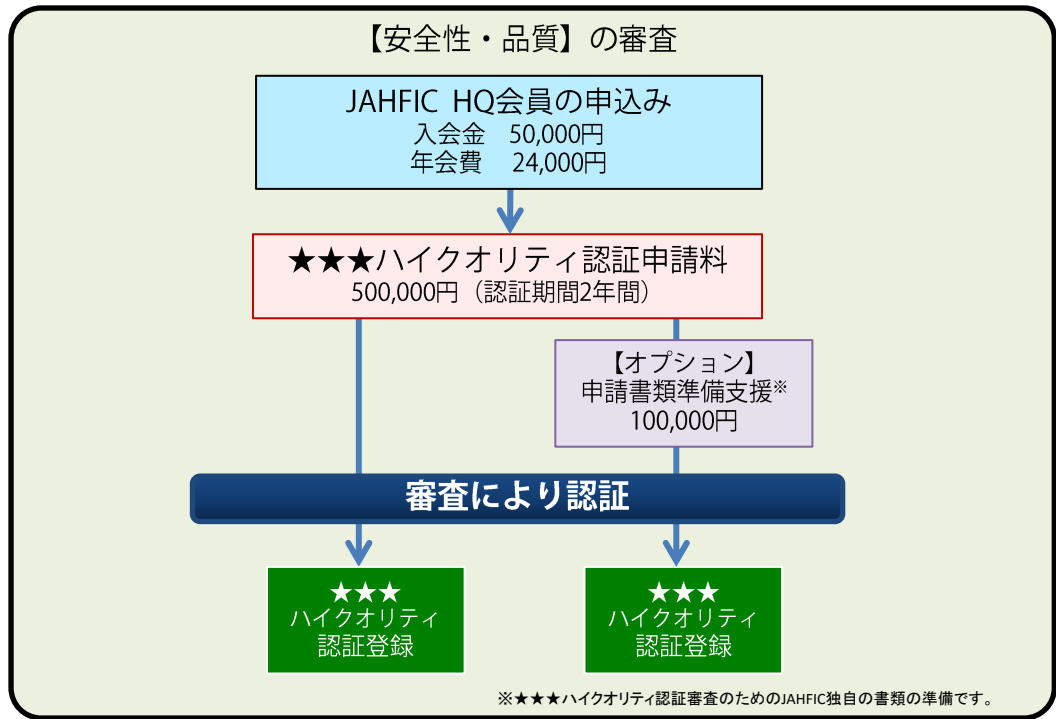 【安全性・品質】の審査
JAHFIC HQ会員の申込み
入会金 50,000円
年会費 24,000円
★★★ハイクオリティ認証申請料
500,000円（認証期間2年間）
【オプション】
申請書類準備支援※
100,000円
審査により認証
★★★
ハイクオリティ
認証登録
★★★
ハイクオリティ
認証登録
※★★★ハイクオリティ認証審査のためのJAHFIC独自の書類の準備です。